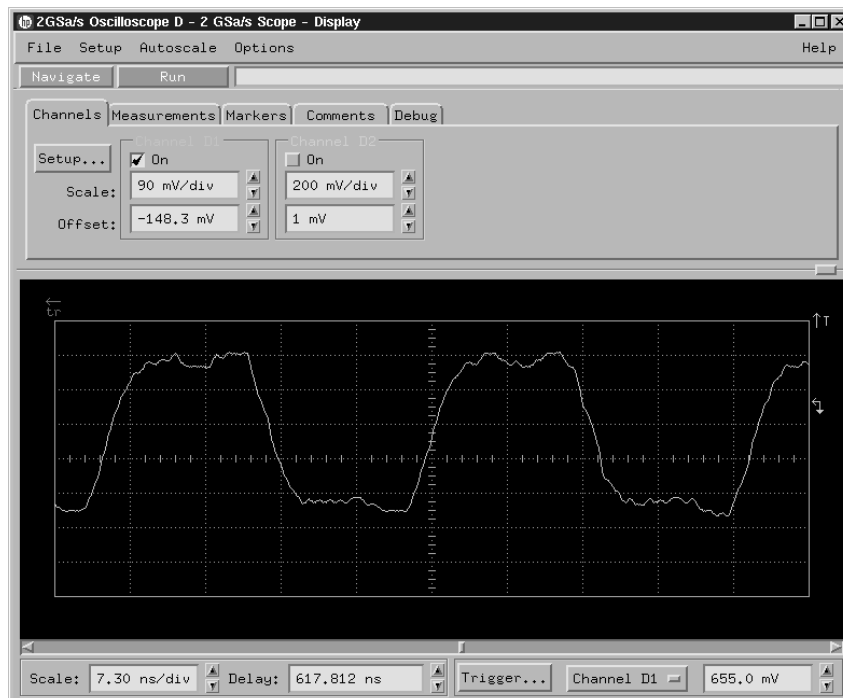 hp 2GSa/s Oscilloscope D - 2 GSa/s Scope - Display
File Setup Autoscale Options Help
Navigate Run
Channels Measurements Markers Comments Debug
Channel D1 Channel D2
Setup... On On
Scale: 90 mV/div 200 mV/div
Offset: -148.3 mV 1 mV
tr
T
Scale: 7.30 ns/div Delay: 617.812 ns Trigger... Channel D1 655.0 mV